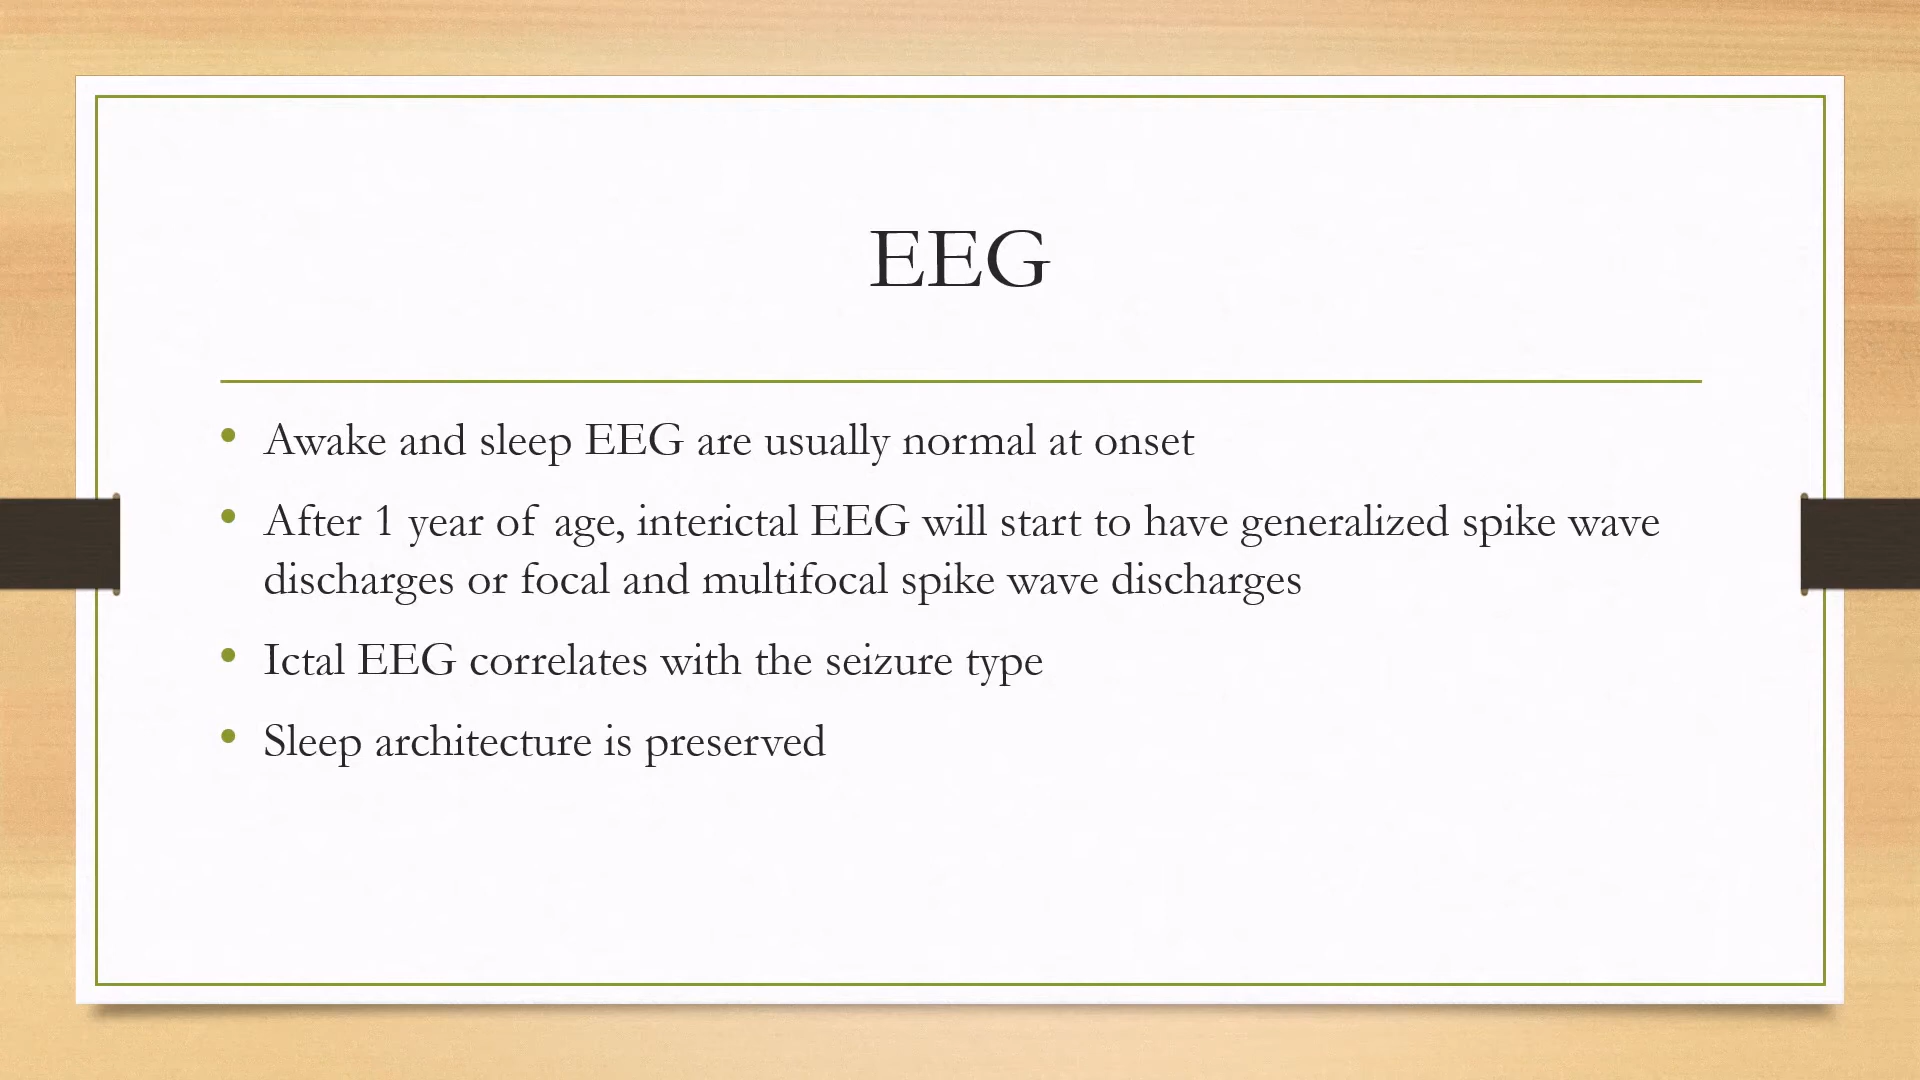 EEG
• Awake and sleep EEG are usually normal at onset
• After 1 year of age, interictal EEG will start to have generalized spike wave
discharges or focal and multifocal spike wave discharges
• Ictal EEG correlates with the seizure type
• Sleep architecture is preserved